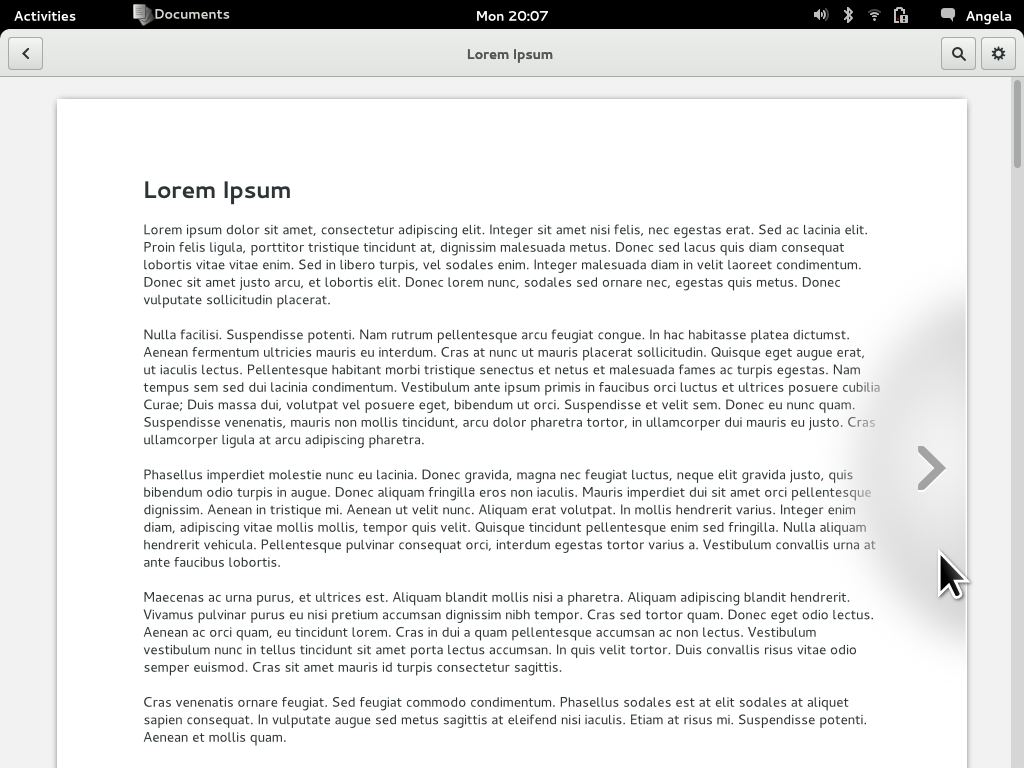 Activities Documents Mon 20:07 Angela
Lorem Ipsum
Lorem Ipsum
Lorem ipsum dolor sit amet, consectetur adipiscing elit. Integer sit amet nisi felis, nec egestas erat. Sed ac lacinia elit.
Proin felis ligula, porttitor tristique tincidunt at, dignissim malesuada metus. Donec sed lacus quis diam consequat
lobortis vitae vitae enim. Sed in libero turpis, vel sodales enim. Integer malesuada diam in velit laoreet condimentum.
Donec sit amet justo arcu, et lobortis elit. Donec lorem nunc, sodales sed ornare nec, egestas quis metus. Donec
vulputate sollicitudin placerat.
Nulla facilisi. Suspendisse potenti. Nam rutrum pellentesque arcu feugiat congue. In hac habitasse platea dictumst.
Aenean fermentum ultricies mauris eu interdum. Cras at nunc ut mauris placerat sollicitudin. Quisque eget augue erat,
ut iaculis lectus. Pellentesque habitant morbi tristique senectus et netus et malesuada fames ac turpis egestas. Nam
tempus sem sed dui lacinia condimentum. Vestibulum ante ipsum primis in faucibus orci luctus et ultrices posuere cubilia
Curae; Duis massa dui, volutpat vel posuere eget, bibendum ut orci. Suspendisse et velit sem. Donec eu nunc quam.
Suspendisse venenatis, mauris non mollis tincidunt, arcu dolor pharetra tortor, in ullamcorper dui mauris eu justo. Cras
ullamcorper ligula at arcu adipiscing pharetra.
Phasellus imperdiet molestie nunc eu lacinia. Donec gravida, magna nec feugiat luctus, neque elit gravida justo, quis
bibendum odio turpis in augue. Donec aliquam fringilla eros non iaculis. Mauris imperdiet dui sit amet orci pellentesque
dignissim. Aenean in tristique mi. Aenean ut velit nunc. Aliquam erat volutpat. In mollis hendrerit varius. Integer enim
diam, adipiscing vitae mollis mollis, tempor quis velit. Quisque tincidunt pellentesque enim sed fringilla. Nulla aliquam
hendrerit vehicula. Pellentesque pulvinar consequat orci, interdum egestas tortor varius a. Vestibulum convallis urna at
ante faucibus lobortis.
Maecenas ac urna purus, et ultrices est. Aliquam blandit mollis nisi a pharetra. Aliquam adipiscing blandit hendrerit.
Vivamus pulvinar purus eu nisi pretium accumsan dignissim nibh tempor. Cras sed tortor quam. Donec eget odio lectus.
Aenean ac orci quam, eu tincidunt lorem. Cras in dui a quam pellentesque accumsan ac non lectus. Vestibulum
vestibulum nunc in tellus tincidunt sit amet porta lectus accumsan. In quis velit tortor. Duis convallis risus vitae odio
semper euismod. Cras sit amet mauris id turpis consectetur sagittis.
Cras venenatis ornare feugiat. Sed feugiat commodo condimentum. Phasellus sodales est at elit sodales at aliquet
sapien consequat. In vulputate augue sed metus sagittis at eleifend nisi iaculis. Etiam at risus mi. Suspendisse potenti.
Aenean et mollis quam.